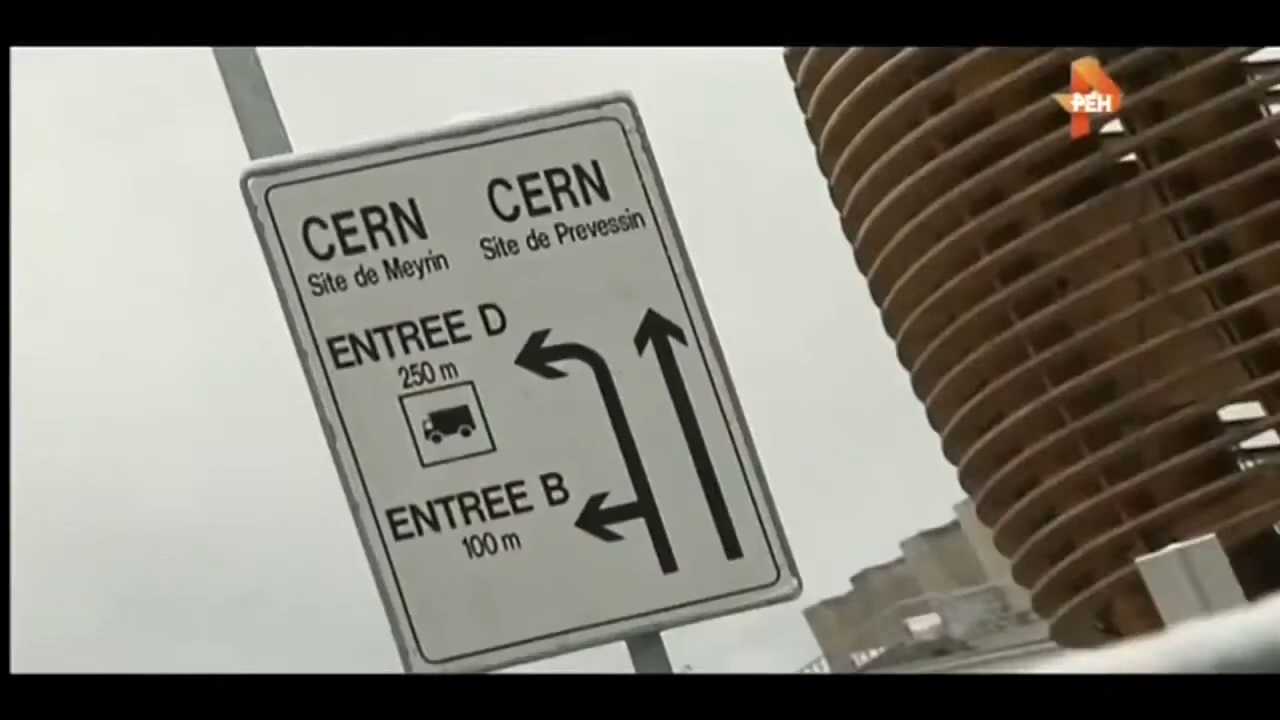 РЕН
CERN
Site de Meyrin
CERN
Site de Prevessin
ENTREE D
250 m
ENTREE B
100 m